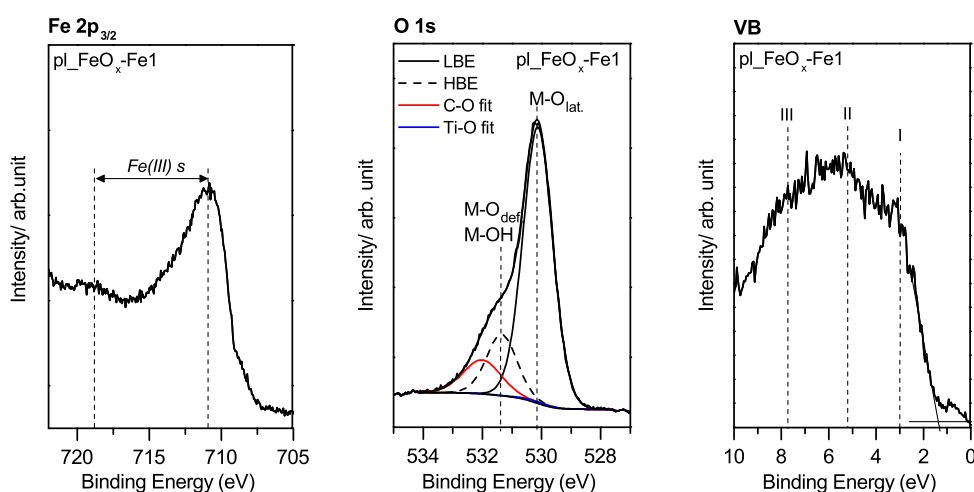 Fe 2p3/2
pl_FeOx-Fe1
Fe(III) s
Intensity/ arb.unit
720 715 710 705
Binding Energy (eV)
O 1s
LBE
HBE
C-O fit
Ti-O fit
pl_FeOx-Fe1
M-Olat.
M-Odef
M-OH
Intensity/ arb. unit
534 532 530 528
Binding Energy (eV)
VB
pl_FeOx-Fe1
III
II
I
Intensity/ arb. unit
10 8 6 4 2 0
Binding Energy (eV)